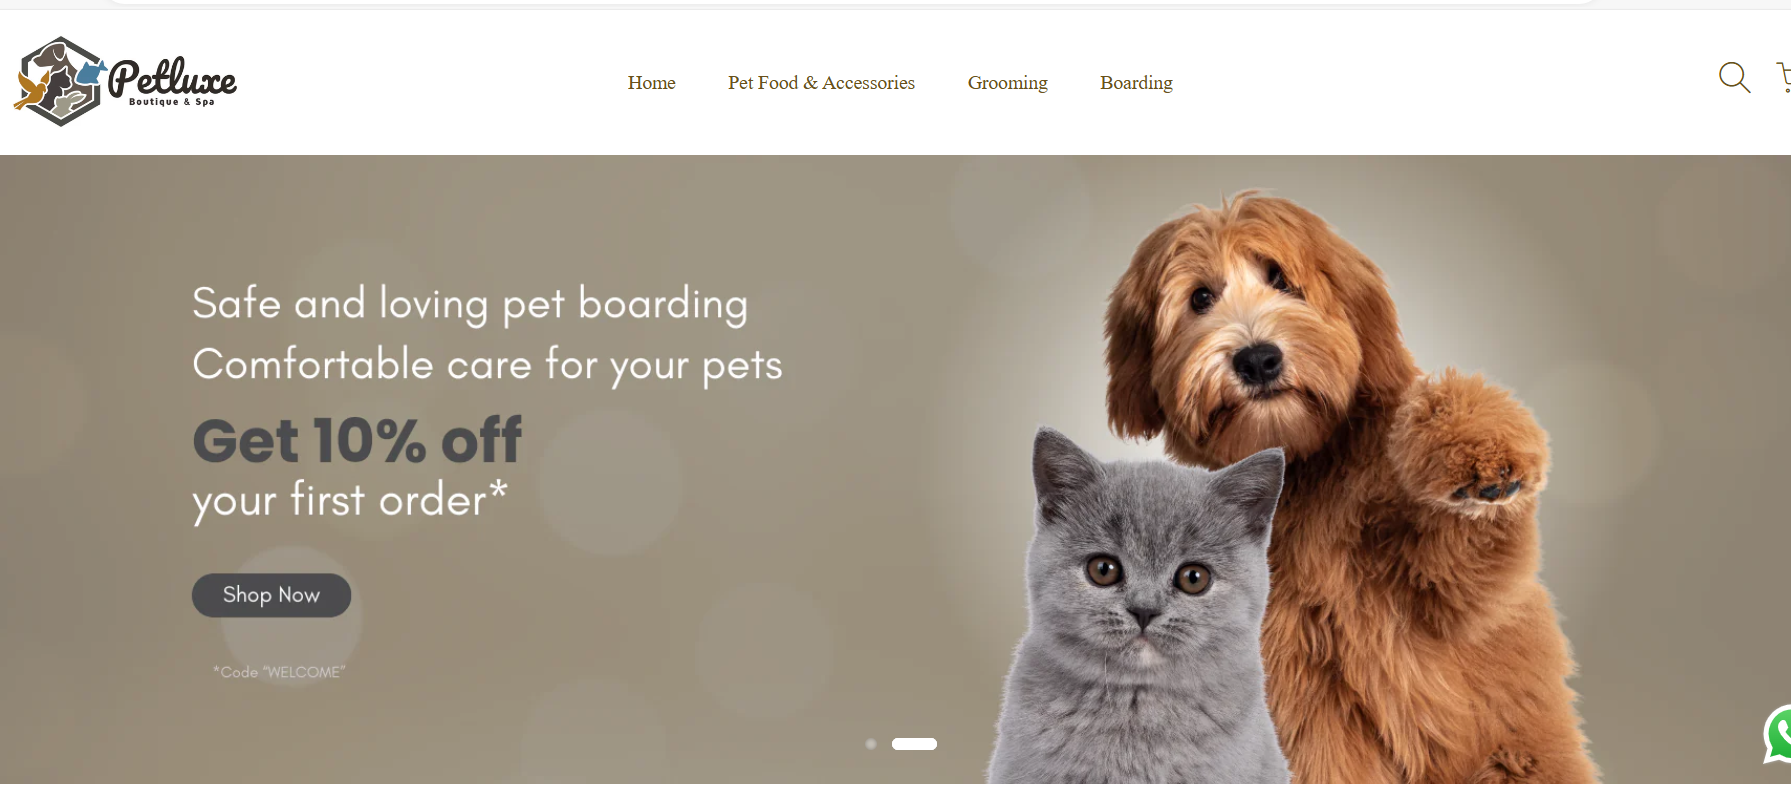 Petluxe
Boutique & Spa
Home
Pet Food & Accessories
Grooming
Boarding
Safe and loving pet boarding
Comfortable care for your pets
Get 10% off
your first order*
Shop Now
*Code “WELCOME”